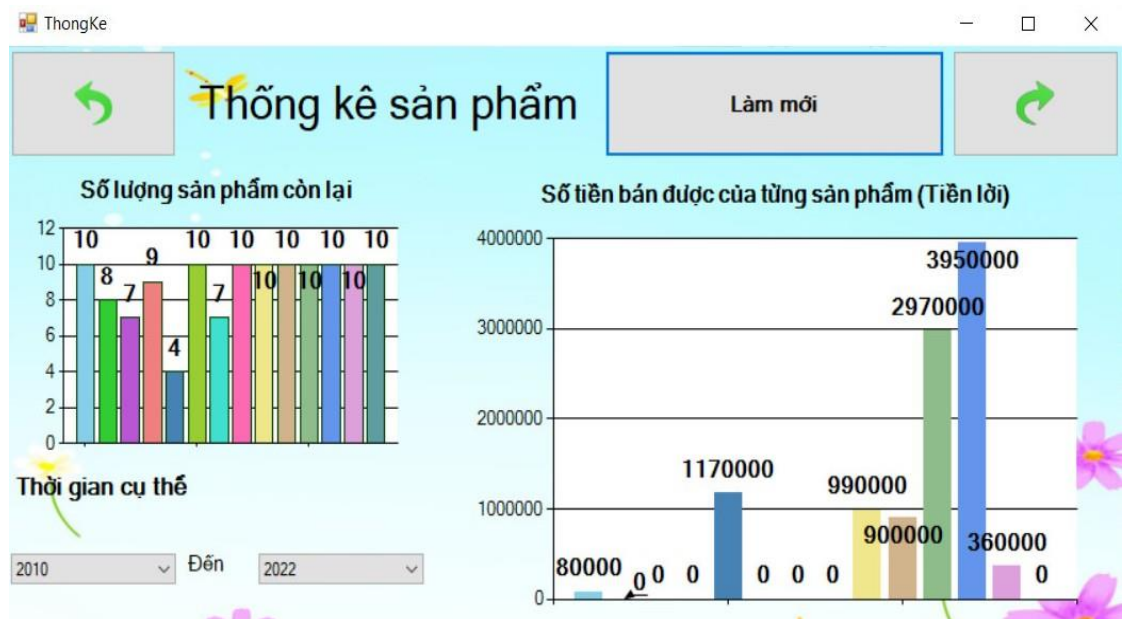 ThongKe
Thống kê sản phẩm
Làm mới
Số lượng sản phẩm còn lại
12
10
8
6
4
2
0
10 8 7 9 4 10 7 10 10 10 10 10 10 10
Thời gian cụ thể
2010 Đến 2022
Số tiền bán được của từng sản phẩm (Tiền lời)
4000000
3000000
2000000
1000000
0
80000 0 0 0 1170000 0 0 0 990000 900000 2970000 3950000 360000 0